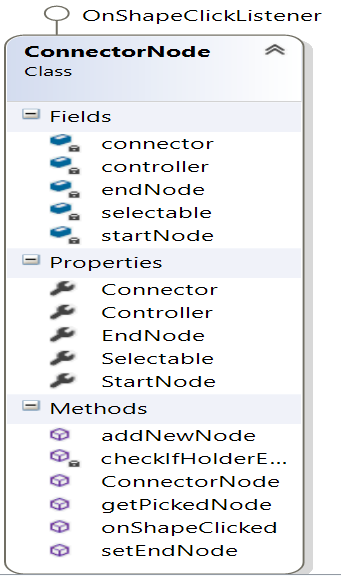 OnShapeClickListener
ConnectorNode
Class
Fields
connector
controller
endNode
selectable
startNode
Properties
Connector
Controller
EndNode
Selectable
StartNode
Methods
addNewNode
checkIfHolderE...
ConnectorNode
getPickedNode
onShapeClicked
setEndNode